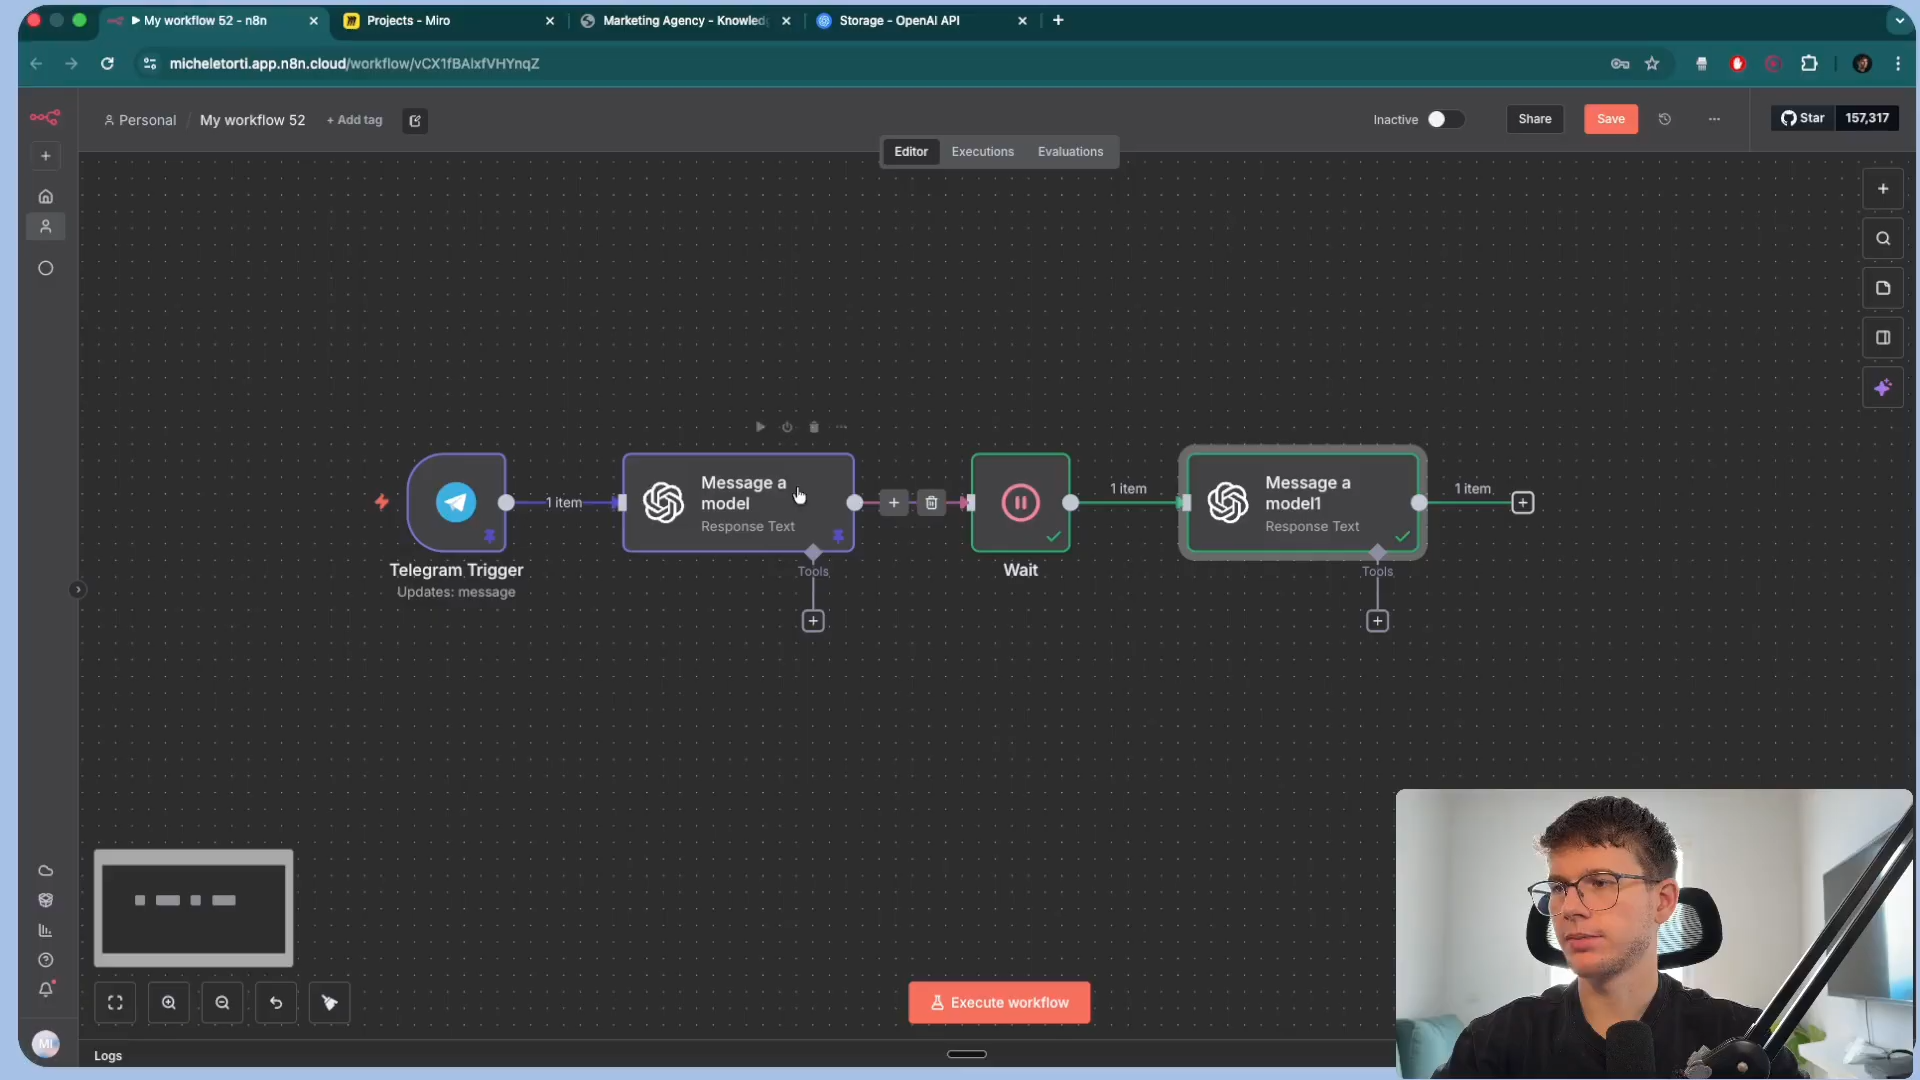 My workflow 52 - n8n
Projects - Miro
Marketing Agency - Knowled
Storage - OpenAI API
micheletorti.app.n8n.cloud/workflow/vCX1fBAlxfVHYnqZ
Personal / My workflow 52 + Add tag
Inactive
Share
Save
Star 157,317
Editor Executions Evaluations
1 item
Message a
model
Response Text
1 item
Message a
model1
Response Text
1 item
Telegram Trigger
Updates: message
Tools
Wait
Tools
Execute workflow
MI
Logs